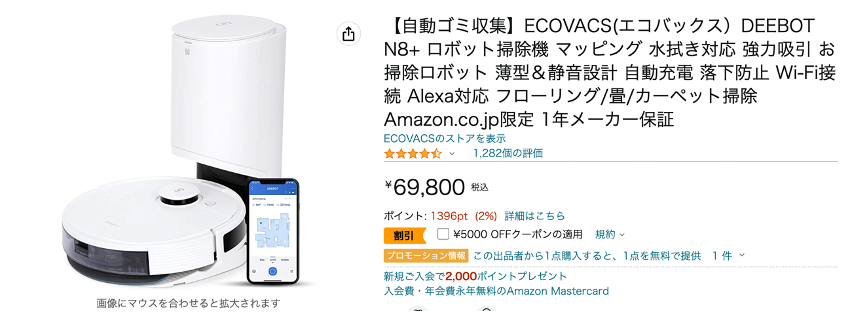 【自動ゴミ収集】ECOVACS(エコバックス）DEEBOT
N8+ ロボット掃除機 マッピング 水拭き対応 強力吸引 お
掃除ロボット 薄型＆静音設計 自動充電 落下防止 Wi-Fi接
続 Alexa対応 フローリング/畳/カーペット掃除
Amazon.co.jp限定 1年メーカー保証
ECOVACSのストアを表示
1,282個の評価
¥69,800 税込
ポイント: 1396pt (2%) 詳細はこちら
割引 ¥5000 OFFクーポンの適用 規約
プロモーション情報 この出品者から1点購入すると、1点を無料で提供 1 件
新規ご入会で2,000ポイントプレゼント
入会費・年会費永年無料のAmazon Mastercard
DEEBOT
画像にマウスを合わせると拡大されます